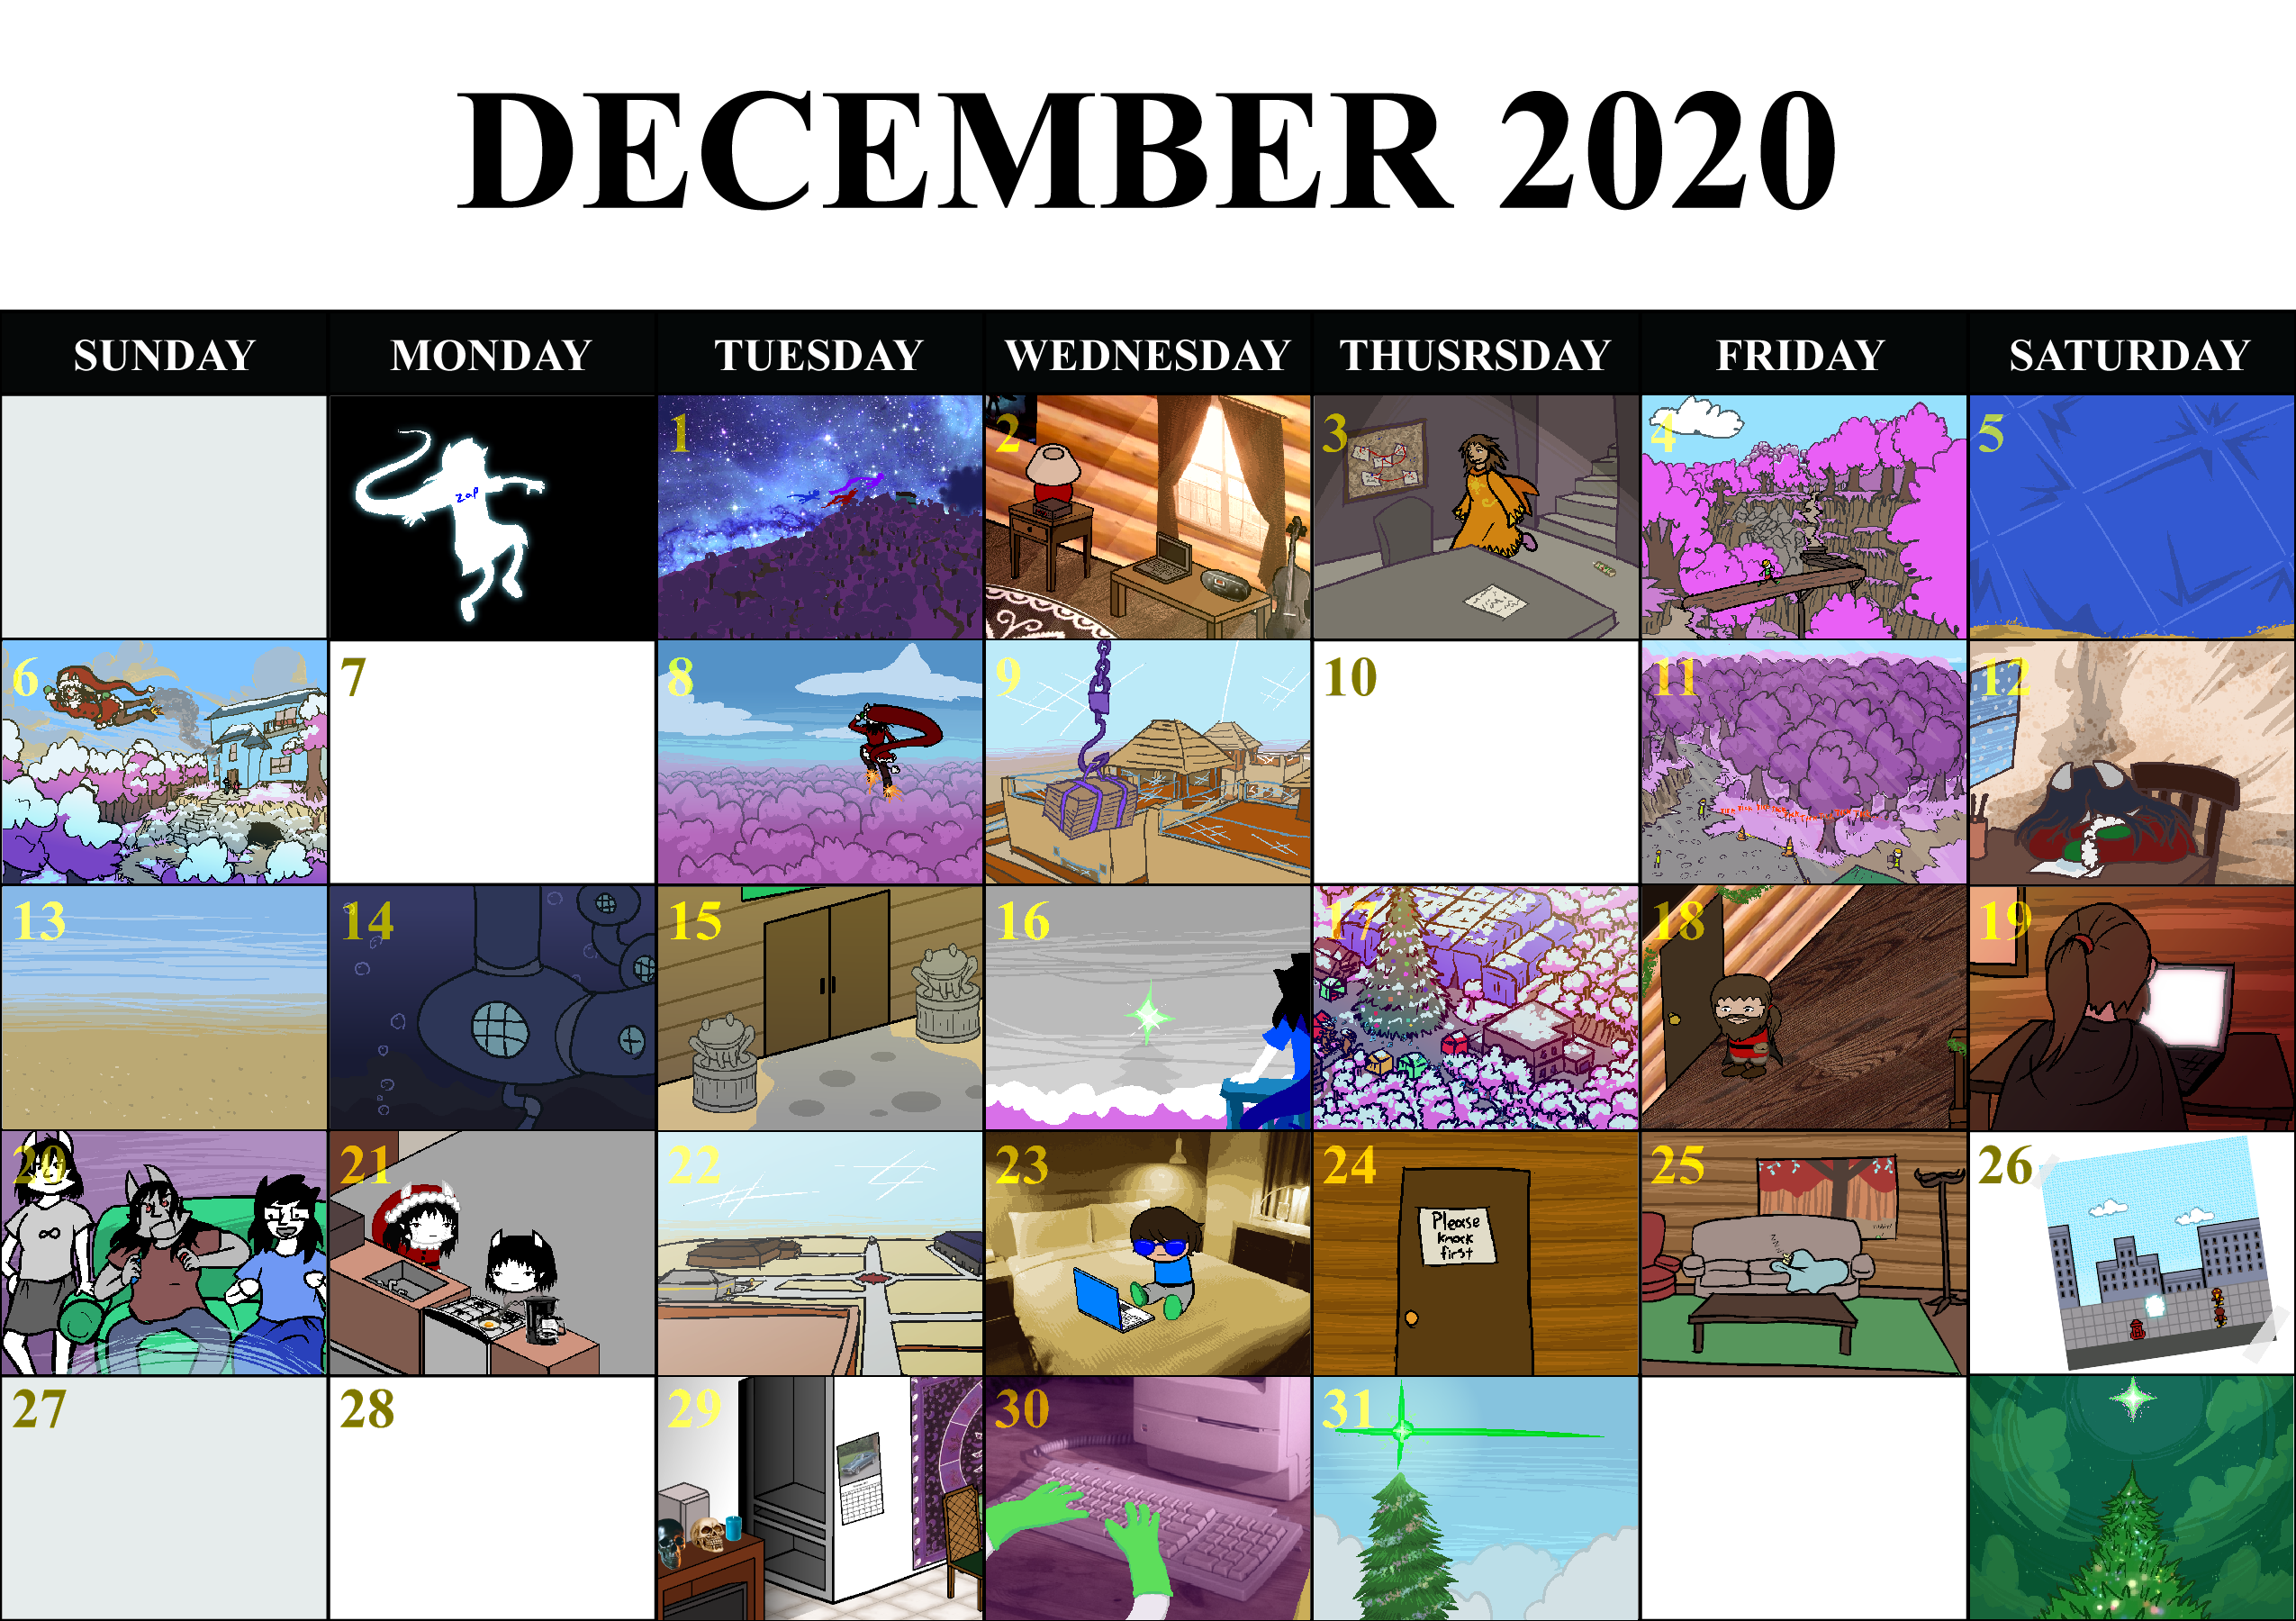 DECEMBER 2020
SUNDAY MONDAY TUESDAY WEDNESDAY THUSRSDAY FRIDAY SATURDAY
zap
1 2 3 4 5
6 7 8 9 10 11 12
13 14 15 16 17 18 19
20 21 22 23 24 25 26
Please
knock
first
27 28 29 30 31